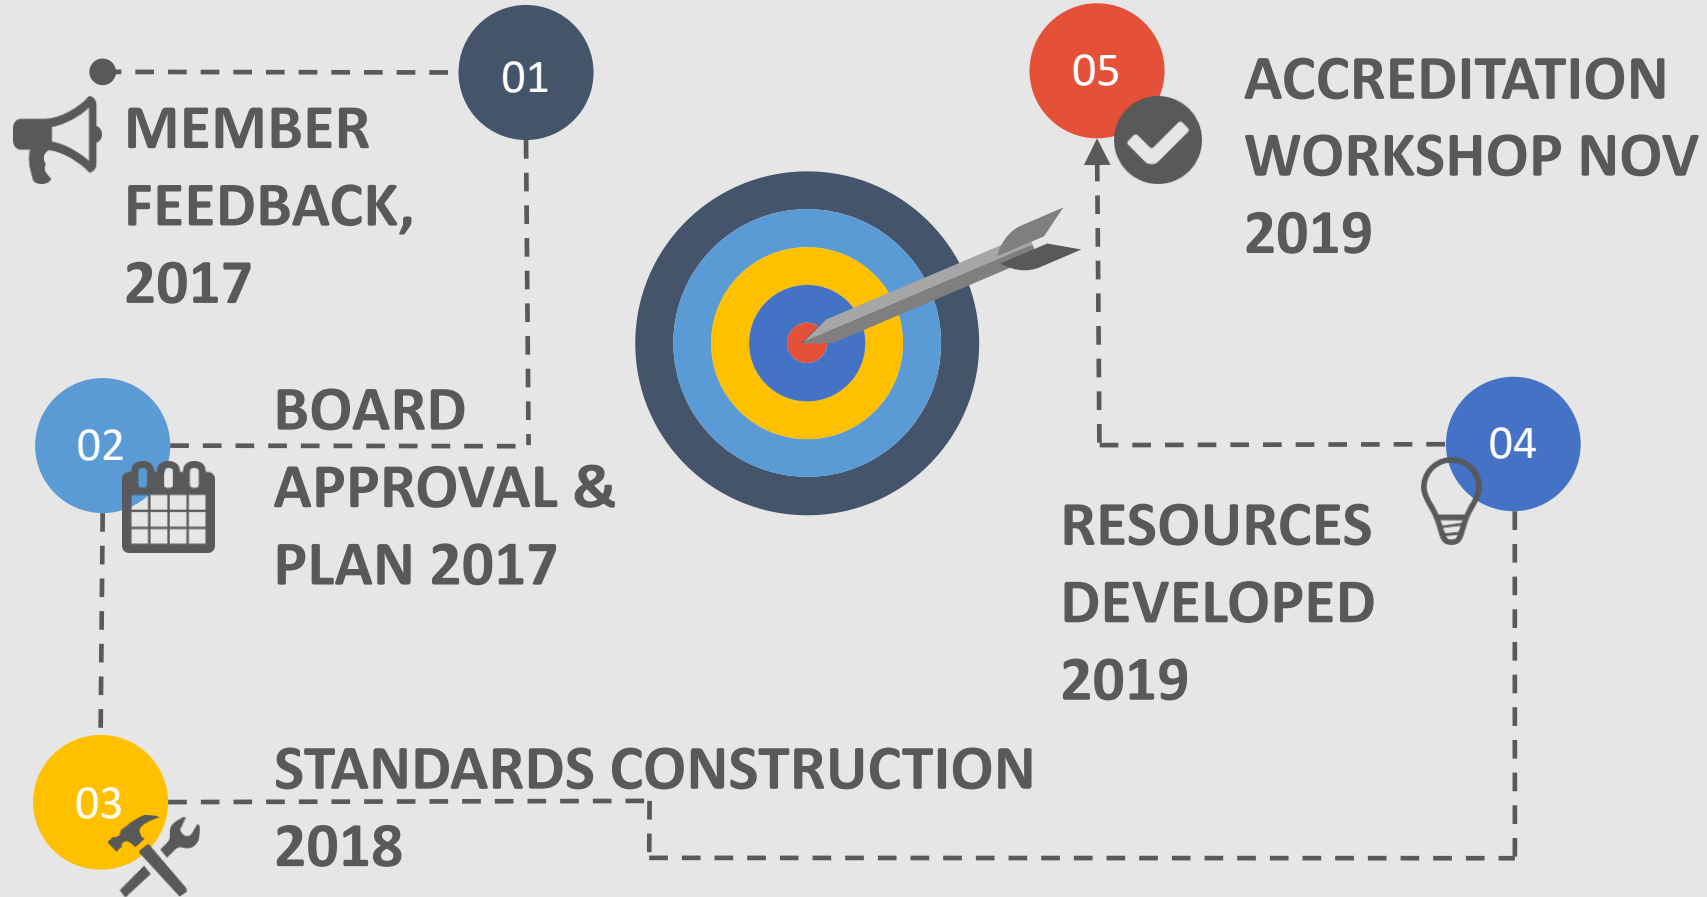 01
MEMBER
FEEDBACK,
2017
02
BOARD
APPROVAL &
PLAN 2017
03
STANDARDS CONSTRUCTION
2018
04
RESOURCES
DEVELOPED
2019
05
ACCREDITATION
WORKSHOP NOV
2019